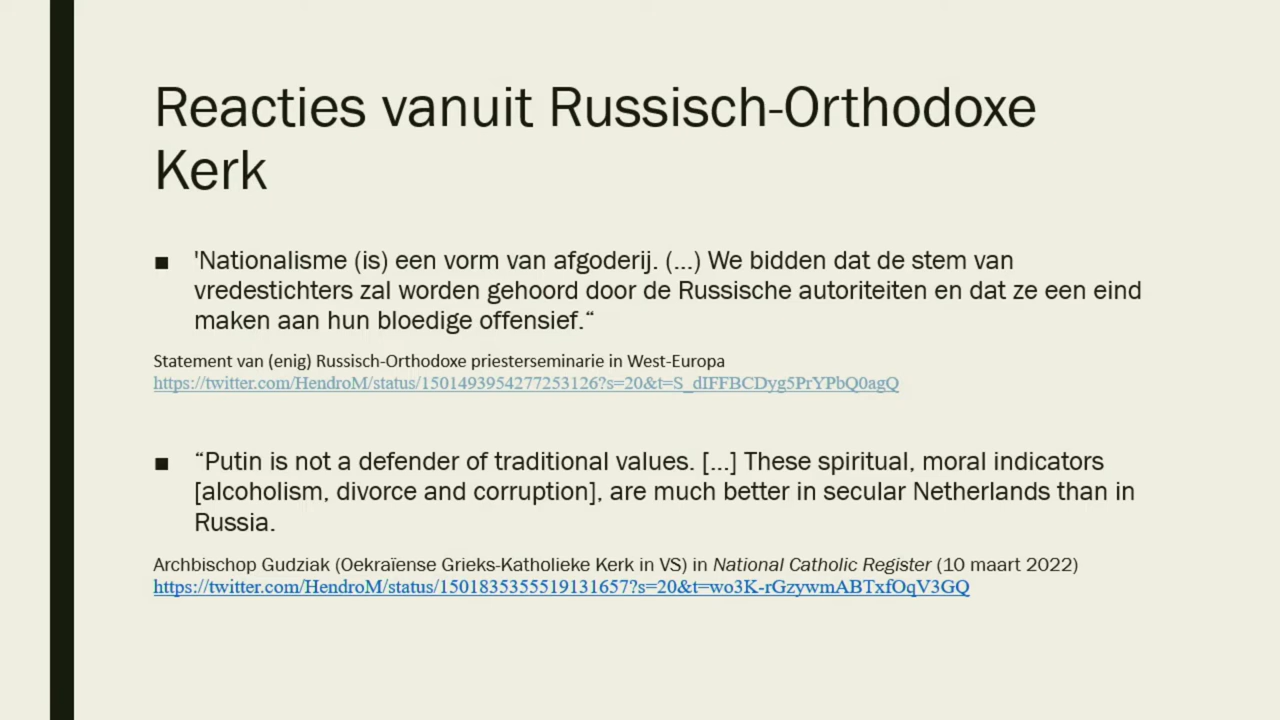 Reacties vanuit Russisch-Orthodoxe
Kerk
■ 'Nationalisme (is) een vorm van afgoderij. (...) We bidden dat de stem van
vredestichters zal worden gehoord door de Russische autoriteiten en dat ze een eind
maken aan hun bloedige offensief.“
Statement van (enig) Russisch-Orthodoxe priesterseminarie in West-Europa
https://twitter.com/HendroM/status/1501493954277253126?s=20&t=S_dIFFBCDyg5PrYPbQ0agQ
■ “Putin is not a defender of traditional values. [...] These spiritual, moral indicators
[alcoholism, divorce and corruption], are much better in secular Netherlands than in
Russia.
Archbischop Gudziak (Oekraïense Grieks-Katholieke Kerk in VS) in National Catholic Register (10 maart 2022)
https://twitter.com/HendroM/status/1501835355519131657?s=20&t=wo3K-rGzywmABTxfOqV3GQ